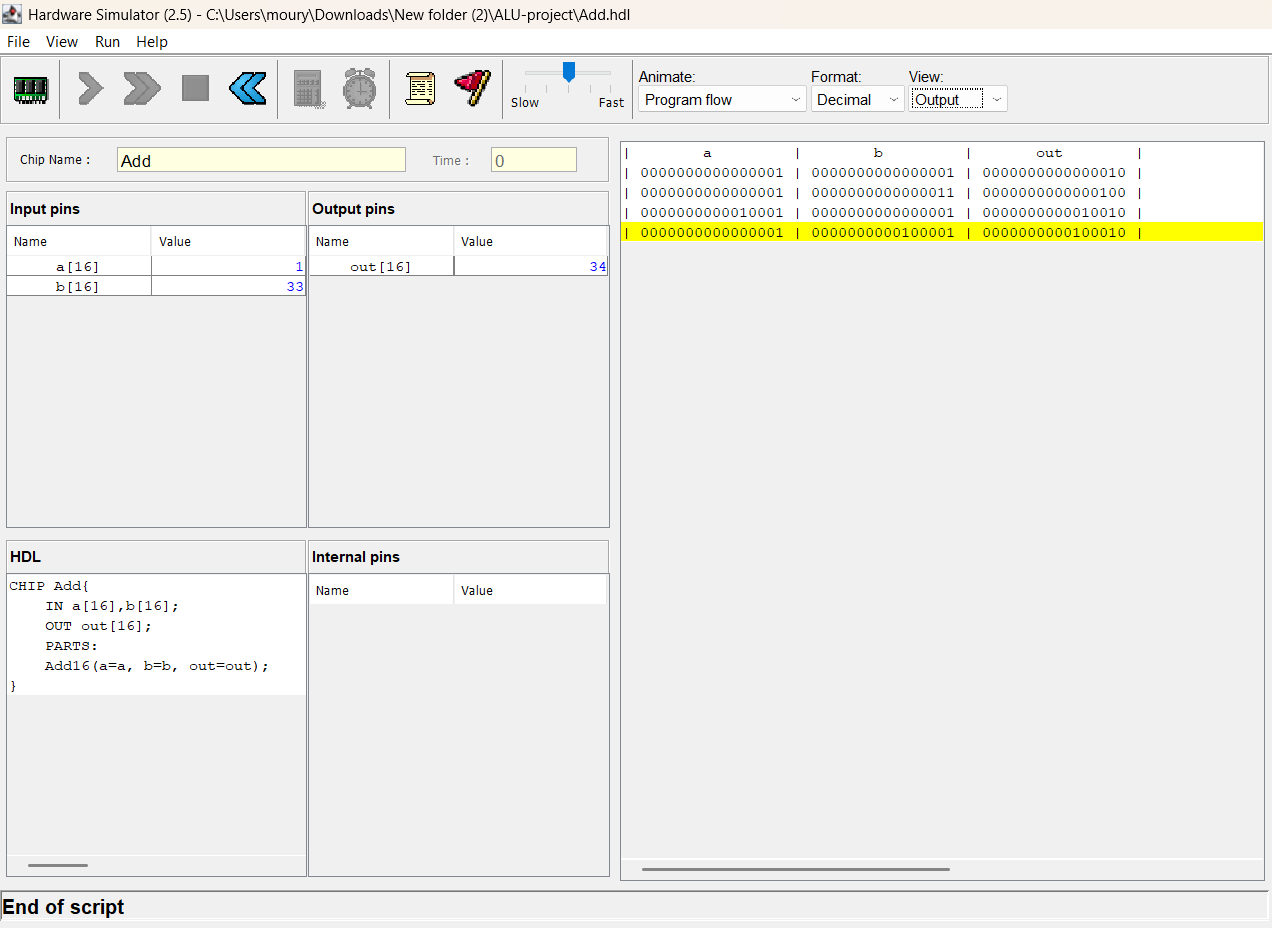 Hardware Simulator (2.5) - C:\Users\moury\Downloads\New folder (2)\ALU-project\Add.hdl
File View Run Help
Slow Fast
Animate: Format: View:
Program flow Decimal Output
Chip Name : Add Time : 0
Input pins
Name Value
a[16] 1
b[16] 33
Output pins
Name Value
out[16] 34
HDL
CHIP Add{
    IN a[16],b[16];
    OUT out[16];
    PARTS:
    Add16(a=a, b=b, out=out);
}
Internal pins
Name Value
| a | b | out |
| 0000000000000001 | 0000000000000001 | 0000000000000010 |
| 0000000000000001 | 0000000000000011 | 0000000000000100 |
| 0000000000010001 | 0000000000000001 | 0000000000010010 |
| 0000000000000001 | 0000000000100001 | 0000000000100010 |
End of script